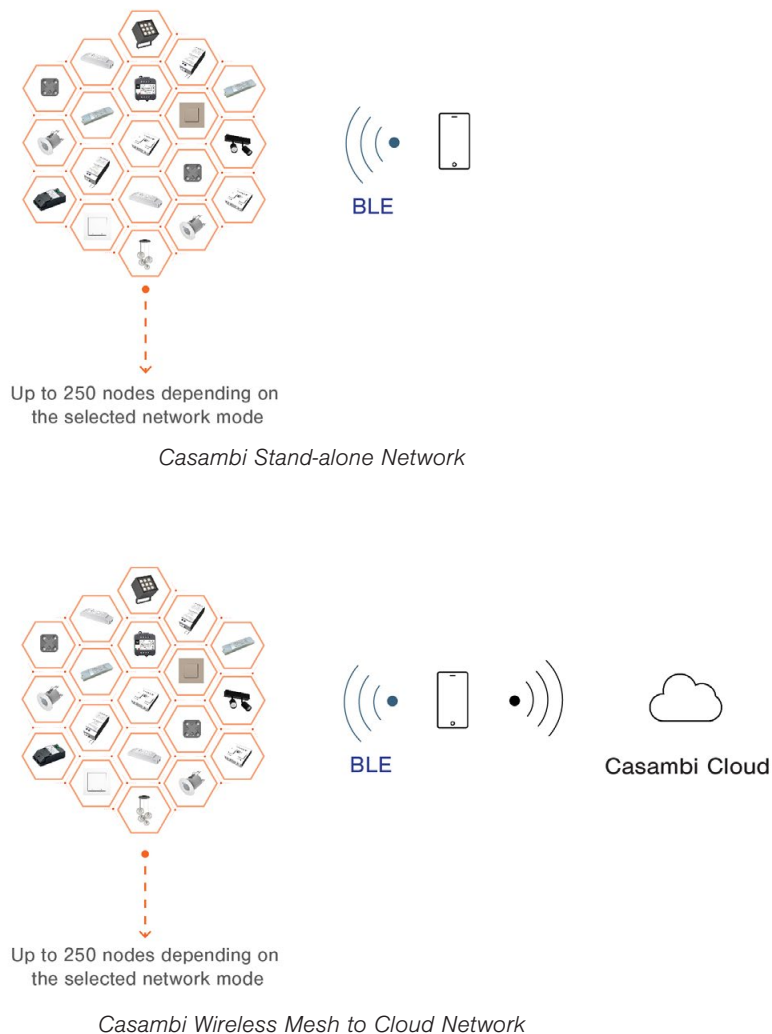 BLE
Up to 250 nodes depending on
the selected network mode
Casambi Stand-alone Network
BLE
Casambi Cloud
Up to 250 nodes depending on
the selected network mode
Casambi Wireless Mesh to Cloud Network